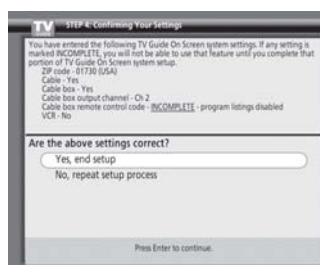 TV STEP 4: Confirming Your Settings
You have entered the following TV Guide On Screen system settings. If any setting is
marked INCOMPLETE, you will not be able to use that feature until you complete that
portion of TV Guide On Screen system setup.
ZIP code - 01730 (USA)
Cable - Yes
Cable box - Yes
Cable box output channel - Ch 2
Cable box remote control code - INCOMPLETE - program listings disabled
VCR - No
Are the above settings correct?
Yes, end setup
No, repeat setup process
Press Enter to continue.